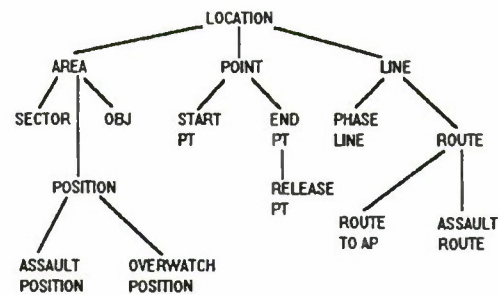 LOCATION
AREA
POINT
LINE
SECTOR
OBJ
START
PT
END
PT
PHASE
LINE
ROUTE
POSITION
RELEASE
PT
ROUTE
TO AP
ASSAULT
ROUTE
ASSAULT
POSITION
OVERWATCH
POSITION